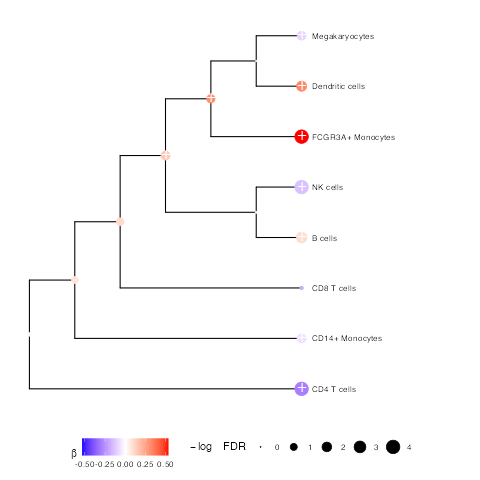 Megakaryocytes
Dendritic cells
FCGR3A+ Monocytes
NK cells
B cells
CD8 T cells
CD14+ Monocytes
CD4 T cells
β -0.50 -0.25 0.00 0.25 0.50
−log FDR 0 1 2 3 4